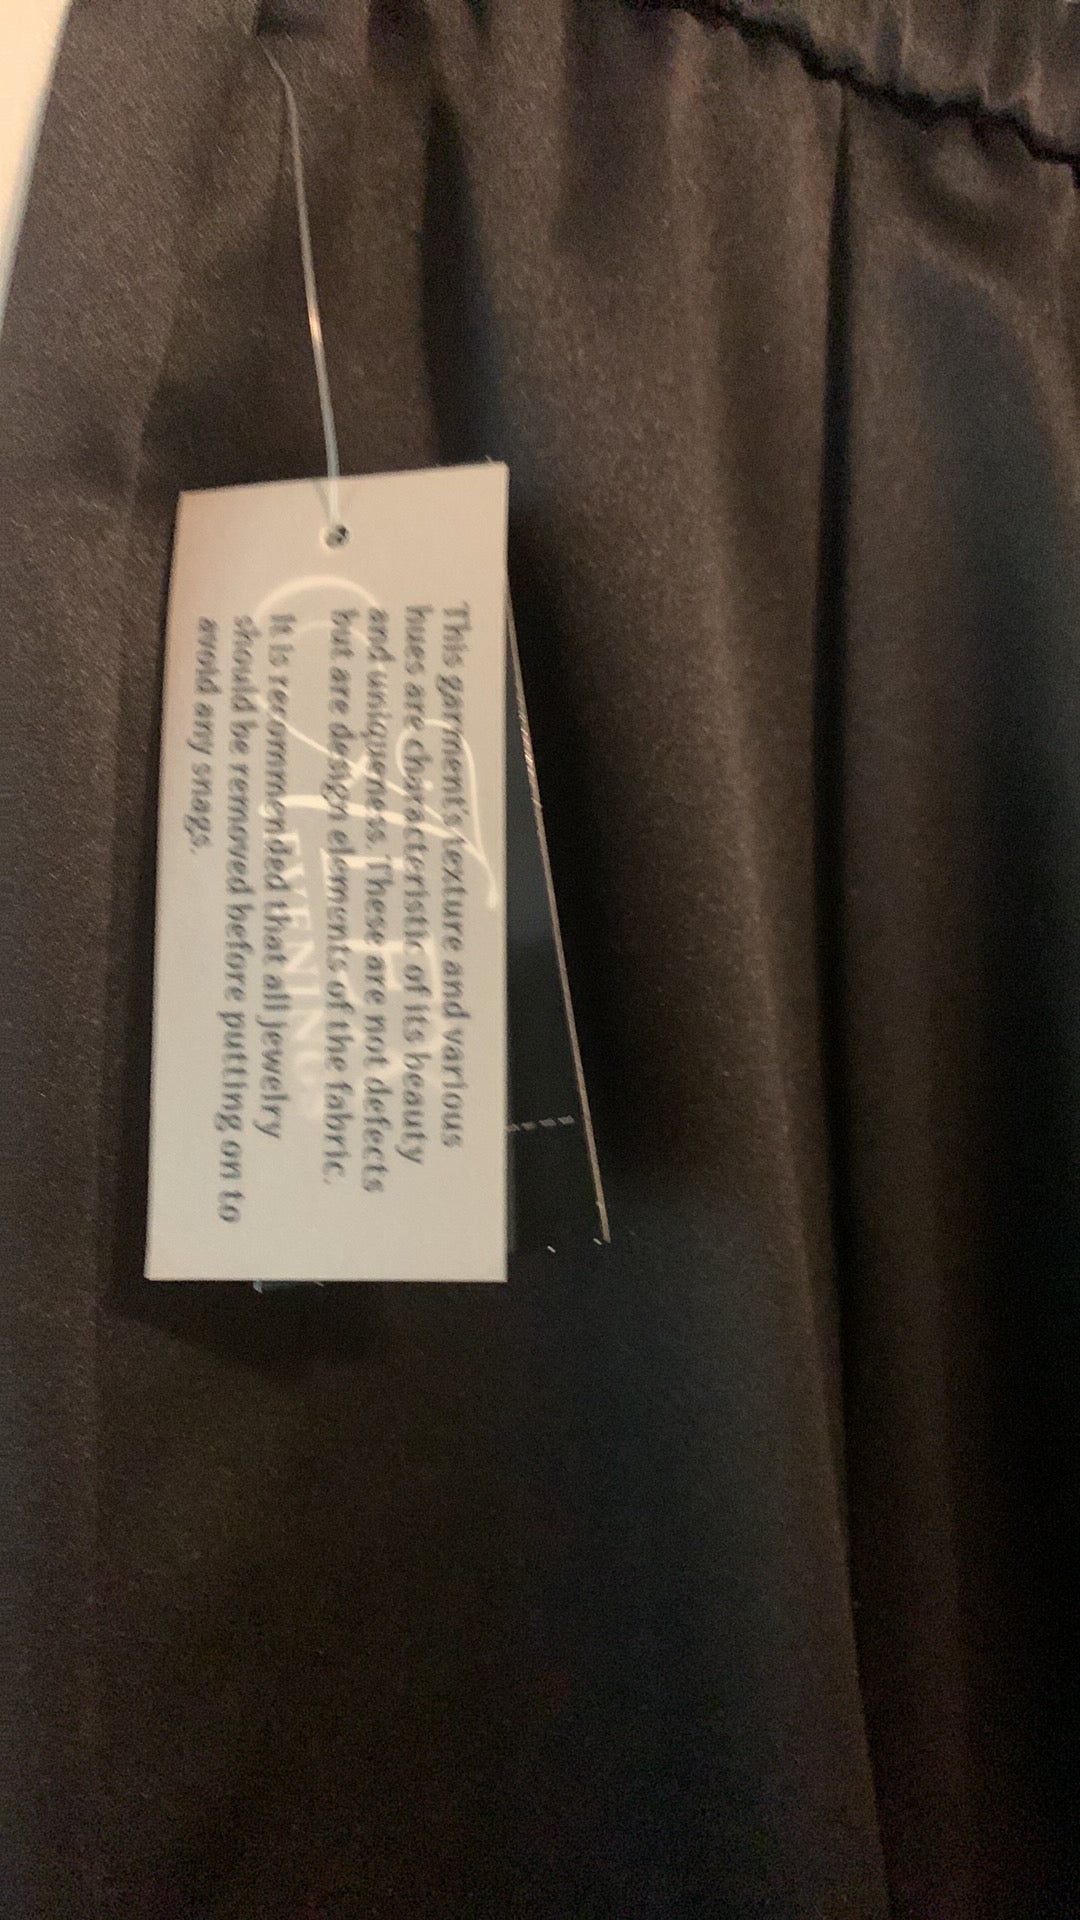 This garment's texture and various
hues are characteristic of its beauty
and uniqueness. These are not defects
but are design elements of the fabric.
It is recommended that all jewelry
should be removed before putting on to
avoid any snags.
EVENINGS